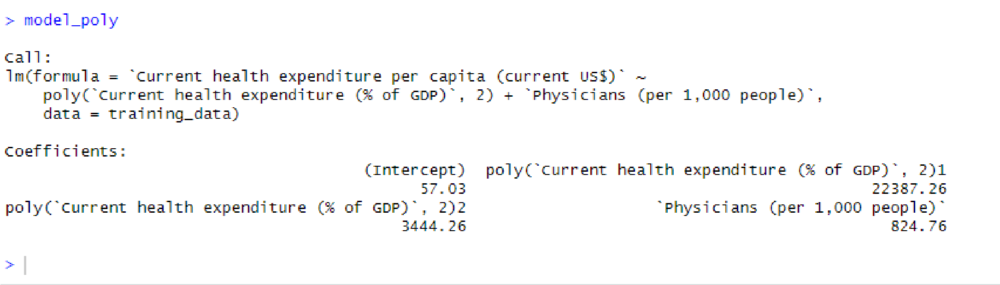 > model_poly
Call:
lm(formula = `Current health expenditure per capita (current US$)` ~
poly(`Current health expenditure (% of GDP)`, 2) + `Physicians (per 1,000 people)`,
data = training_data)
Coefficients:
(Intercept) poly(`Current health expenditure (% of GDP)`, 2)1
57.03 22387.26
poly(`Current health expenditure (% of GDP)`, 2)2 `Physicians (per 1,000 people)`
3444.26 824.76
>